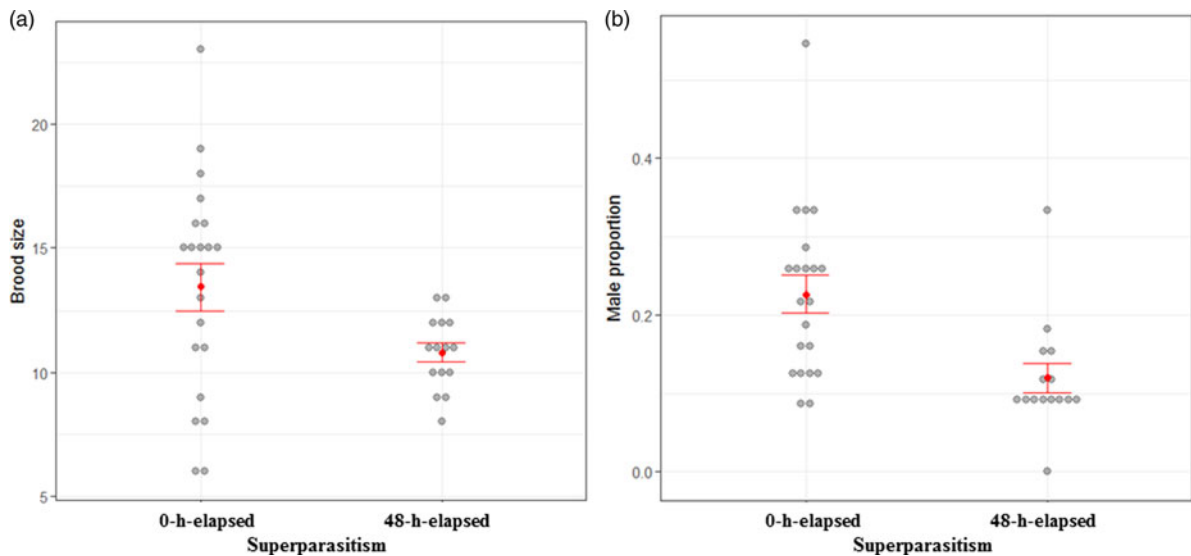 (a)
20
15
10
5
Brood size
0-h-elapsed 48-h-elapsed
Superparasitism
(b)
0.4
0.2
0.0
Male proportion
0-h-elapsed 48-h-elapsed
Superparasitism